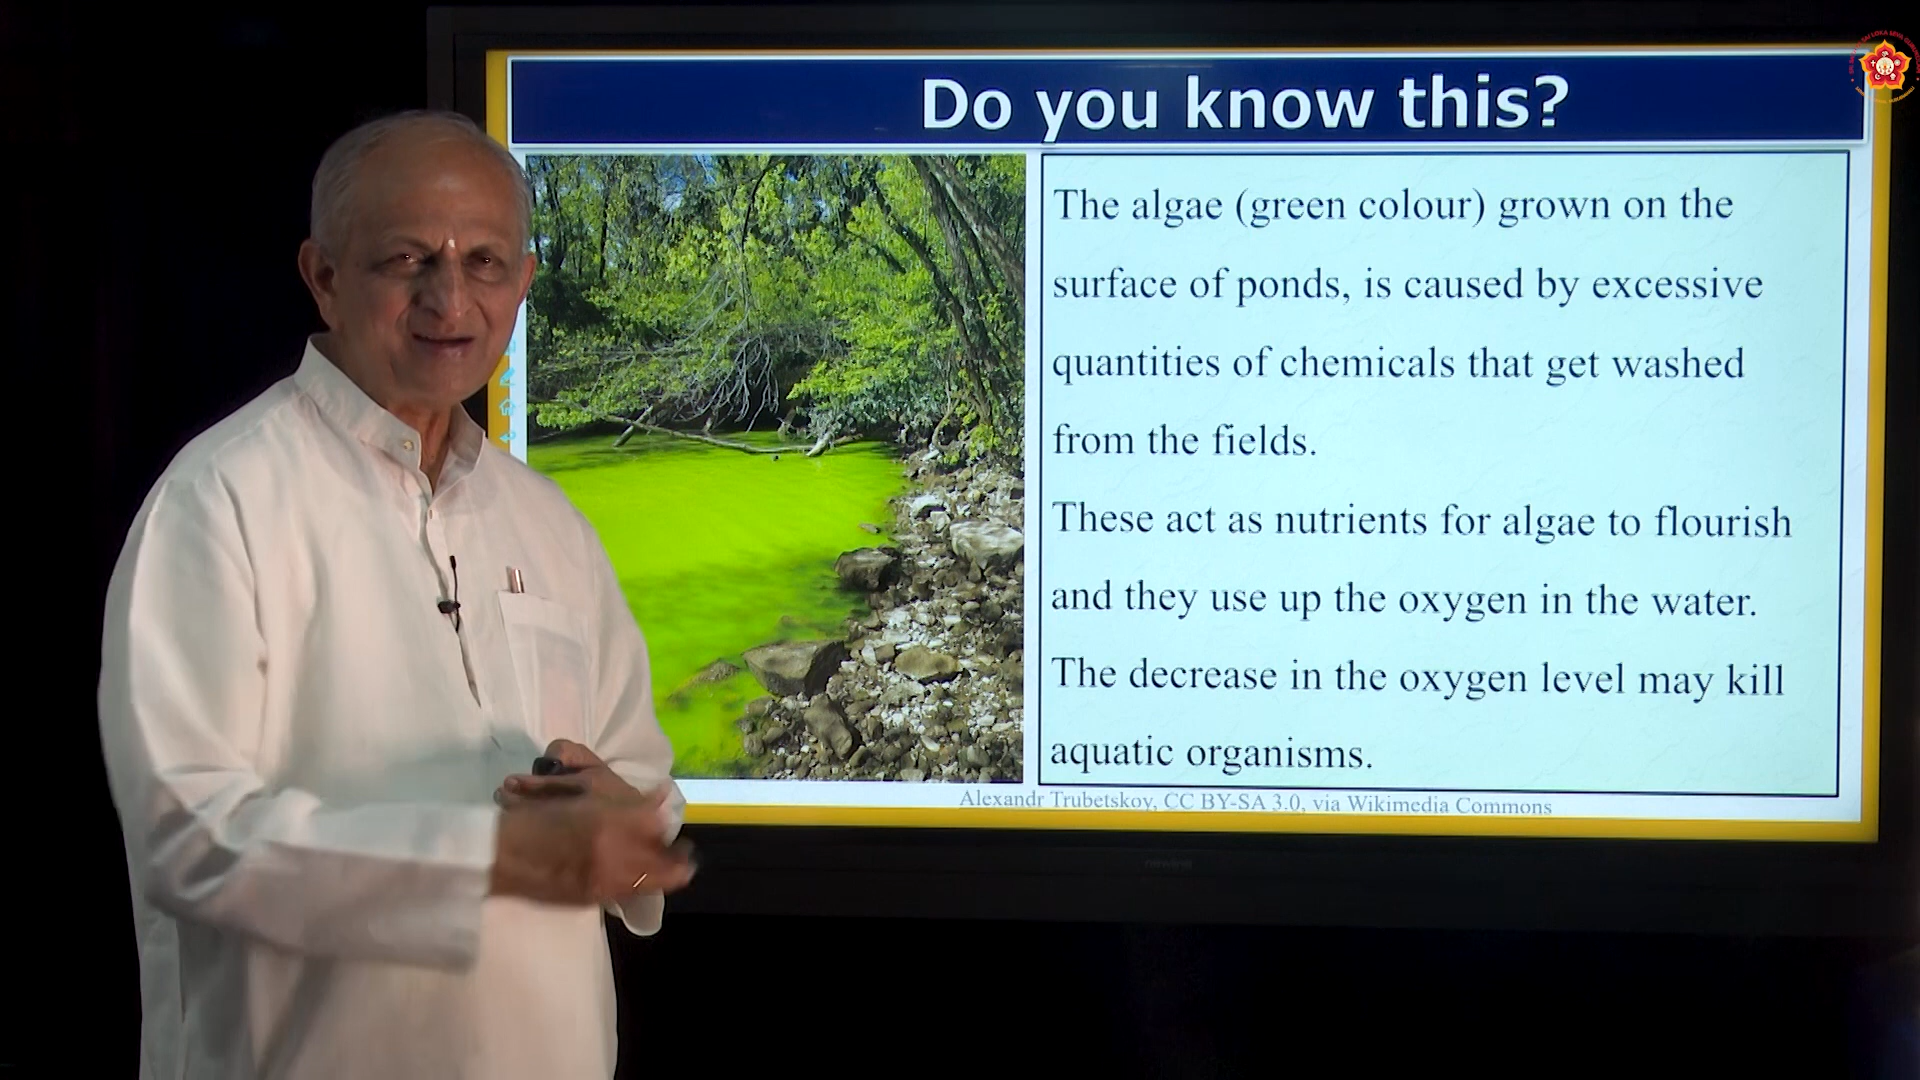 Do you know this?
The algae (green colour) grown on the
surface of ponds, is caused by excessive
quantities of chemicals that get washed
from the fields.
These act as nutrients for algae to flourish
and they use up the oxygen in the water.
The decrease in the oxygen level may kill
aquatic organisms.
Alexandr Trubetskoy, CC BY-SA 3.0, via Wikimedia Commons